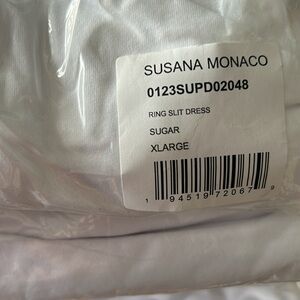 SUSANA MONACO
0123SUPD02048
RING SLIT DRESS
SUGAR
XLARGE
1 94519 72067 9